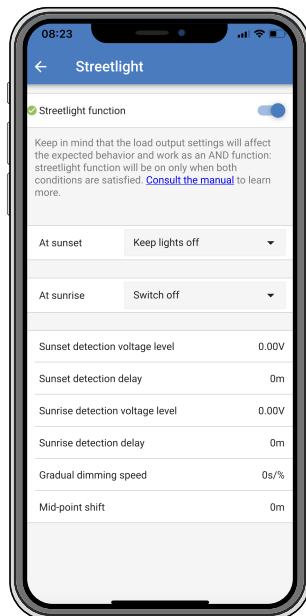 08:23
Streetlight
Streetlight function
Keep in mind that the load output settings will affect
the expected behavior and work as an AND function:
streetlight function will be on only when both
conditions are satisfied. Consult the manual to learn
more.
At sunset Keep lights off
At sunrise Switch off
Sunset detection voltage level 0.00V
Sunset detection delay 0m
Sunrise detection voltage level 0.00V
Sunrise detection delay 0m
Gradual dimming speed 0s/%
Mid-point shift 0m